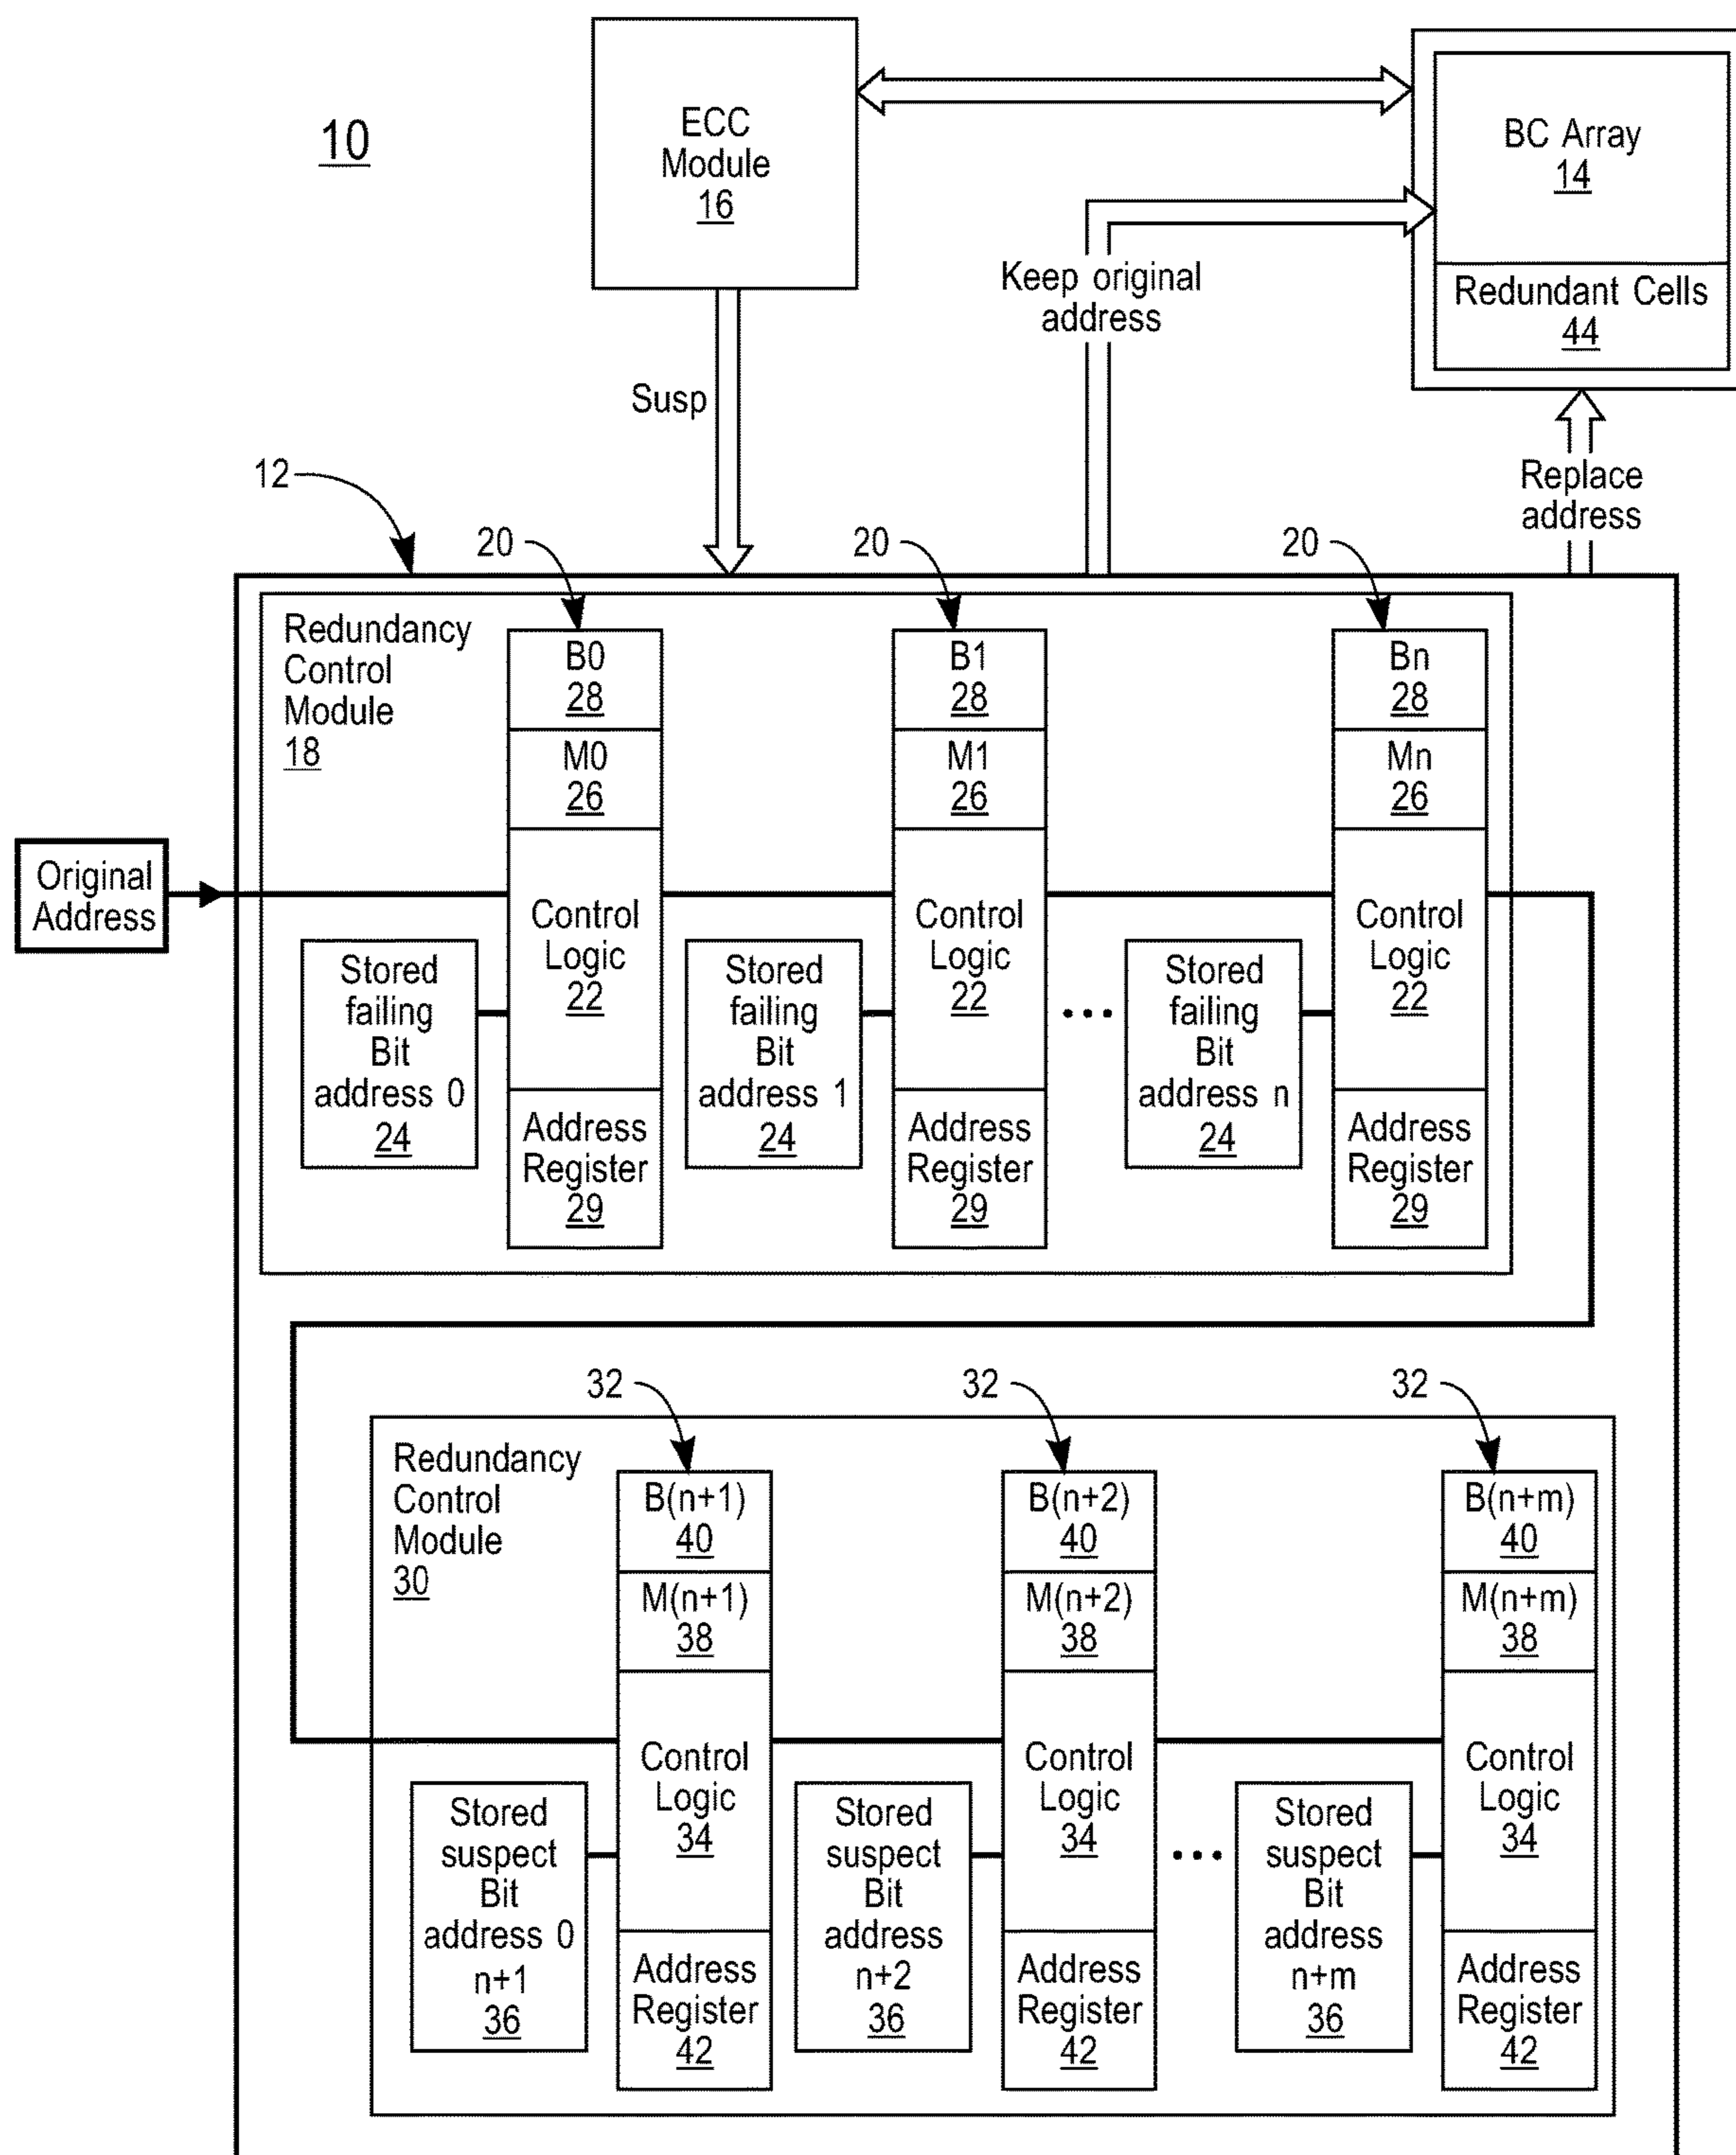 10
ECC
Module
16
BC Array
14
Redundant Cells
44
Keep original
address
Susp
Replace
address
12
20
20
20
Redundancy
Control
Module
18
B0
28
M0
26
Control
Logic
22
Address
Register
29
B1
28
M1
26
Control
Logic
22
Address
Register
29
Bn
28
Mn
26
Control
Logic
22
Address
Register
29
Original
Address
Stored
failing
Bit
address 0
24
Stored
failing
Bit
address 1
24
...
Stored
failing
Bit
address n
24
32
32
32
Redundancy
Control
Module
30
B(n+1)
40
M(n+1)
38
Control
Logic
34
Address
Register
42
B(n+2)
40
M(n+2)
38
Control
Logic
34
Address
Register
42
B(n+m)
40
M(n+m)
38
Control
Logic
34
Address
Register
42
Stored
suspect
Bit
address 0
n+1
36
Stored
suspect
Bit
address
n+2
36
...
Stored
suspect
Bit
address
n+m
36